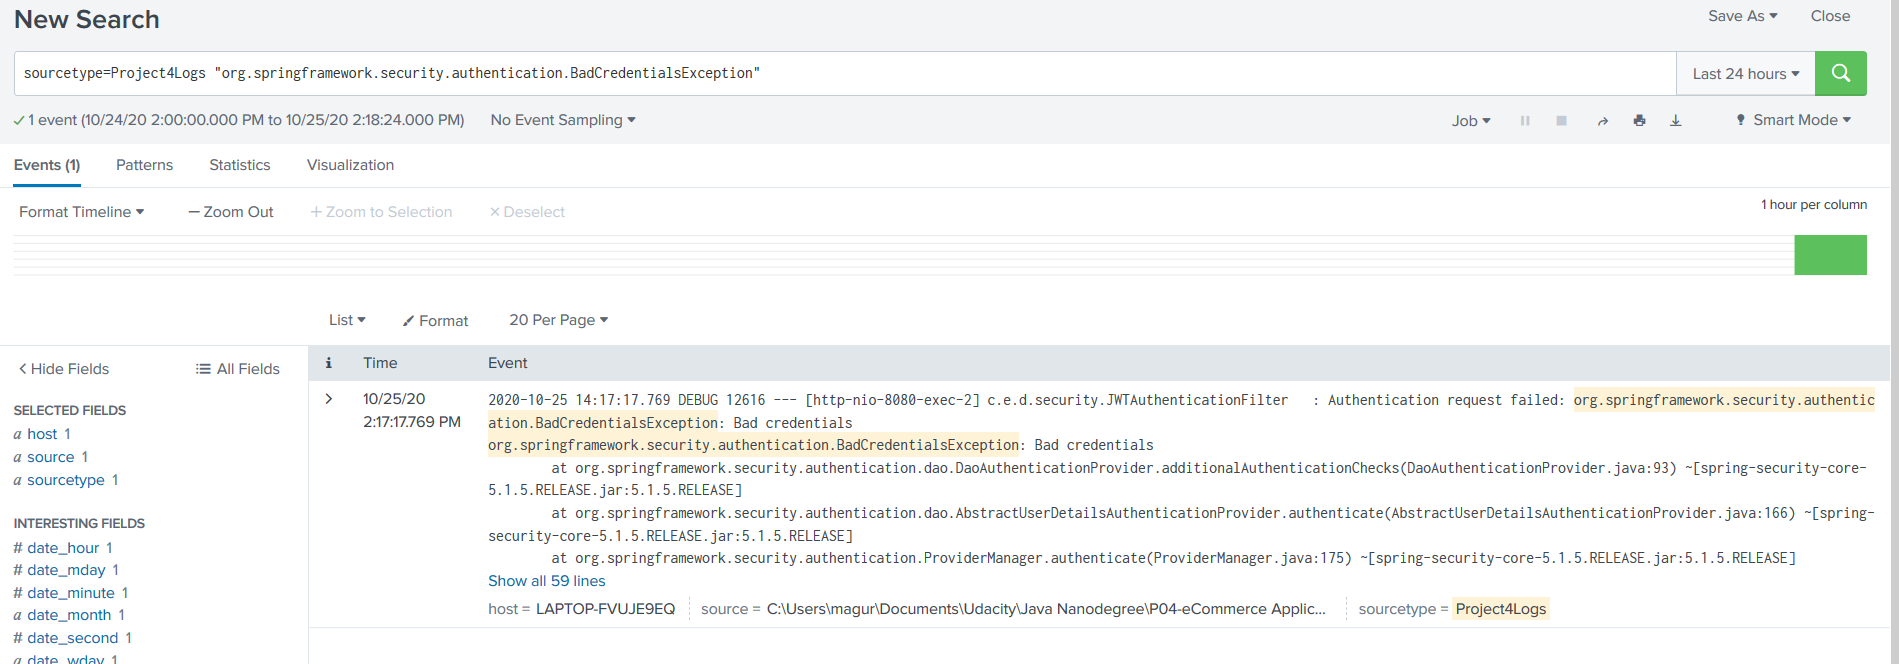 New Search
Save As
Close
sourcetype=Project4Logs "org.springframework.security.authentication.BadCredentialsException"
Last 24 hours
1 event (10/24/20 2:00:00.000 PM to 10/25/20 2:18:24.000 PM)
No Event Sampling
Job
Smart Mode
Events (1)
Patterns
Statistics
Visualization
Format Timeline
— Zoom Out
+ Zoom to Selection
× Deselect
1 hour per column
List
Format
20 Per Page
< Hide Fields
All Fields
i
Time
Event
SELECTED FIELDS
a host 1
a source 1
a sourcetype 1
INTERESTING FIELDS
# date_hour 1
# date_mday 1
# date_minute 1
a date_month 1
# date_second 1
a date_wday 1
>
10/25/20
2:17:17.769 PM
2020-10-25 14:17:17.769 DEBUG 12616 --- [http-nio-8080-exec-2] c.e.d.security.JWTAuthenticationFilter   : Authentication request failed: org.springframework.security.authentic
ation.BadCredentialsException: Bad credentials
org.springframework.security.authentication.BadCredentialsException: Bad credentials
at org.springframework.security.authentication.dao.DaoAuthenticationProvider.additionalAuthenticationChecks(DaoAuthenticationProvider.java:93) ~[spring-security-core-
5.1.5.RELEASE.jar:5.1.5.RELEASE]
at org.springframework.security.authentication.dao.AbstractUserDetailsAuthenticationProvider.authenticate(AbstractUserDetailsAuthenticationProvider.java:166) ~[spring-
security-core-5.1.5.RELEASE.jar:5.1.5.RELEASE]
at org.springframework.security.authentication.ProviderManager.authenticate(ProviderManager.java:175) ~[spring-security-core-5.1.5.RELEASE.jar:5.1.5.RELEASE]
Show all 59 lines
host = LAPTOP-FVUJE9EQ
source = C:\Users\magur\Documents\Udacity\Java Nanodegree\P04-eCommerce Applic...
sourcetype = Project4Logs